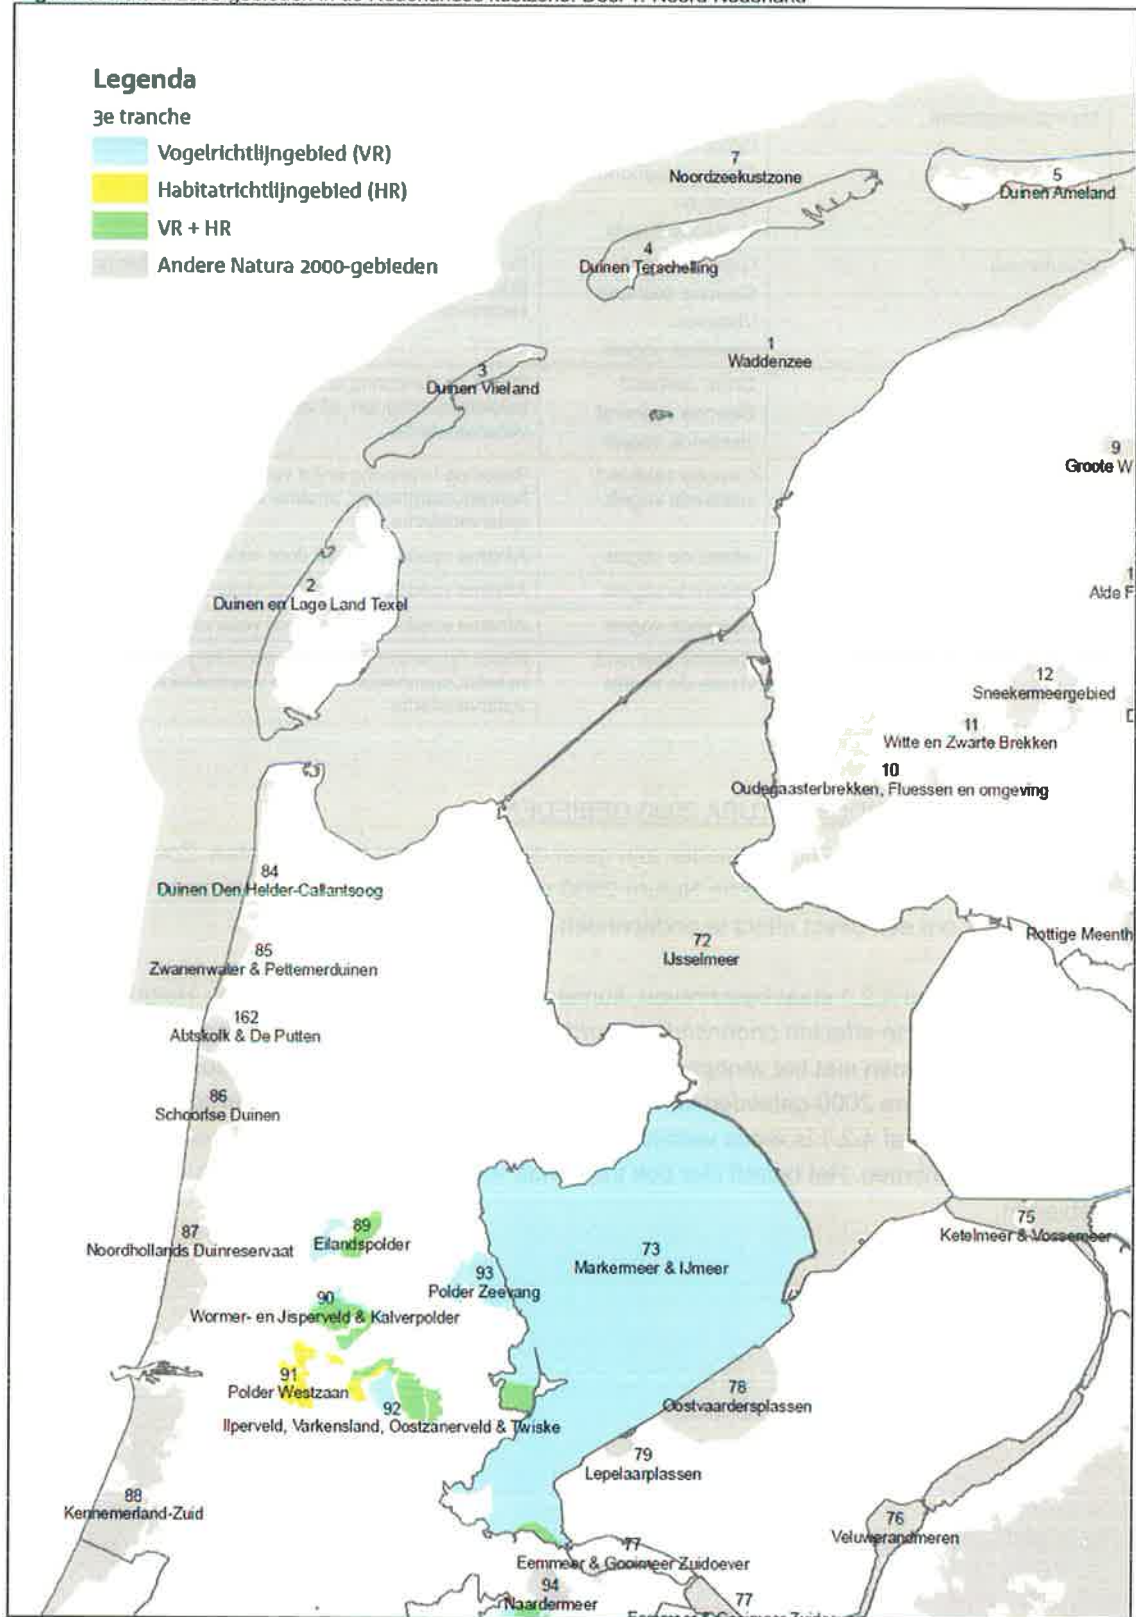 Legenda
3e tranche
Vogelrichtlijngebied (VR)
Habitatrichtlijngebied (HR)
VR + HR
Andere Natura 2000-gebieden
7
Noordzeekustzone
5
Duinen Ameland
4
Duinen Terschelling
1
Waddenzee
3
Duinen Vlieland
9
Groote W
2
Duinen en Lage Land Texel
1
Alde F
12
Sneekermeergebied
11
Witte en Zwarte Brekken
10
Oudegaasterbrekken, Fluessen en omgeving
84
Duinen Den Helder-Callantsoog
72
IJsselmeer
Rottige Meenth
85
Zwanenwater & Pettemerduinen
162
Abtskolk & De Putten
86
Schoorlse Duinen
87
Noordhollands Duinreservaat
89
Eilandspolder
73
Markermeer & IJmeer
75
Ketelmeer & Vossemeer
93
Polder Zeevang
90
Wormer- en Jisperveld & Kalverpolder
91
Polder Westzaan
92
Ilperveld, Varkensland, Oostzanerveld & Twiske
78
Oostvaardersplassen
79
Lepelaarplassen
88
Kennemerland-Zuid
76
Veluwerandmeren
77
Eemmeer & Gooimeer Zuidoever
94
Naardermeer
77